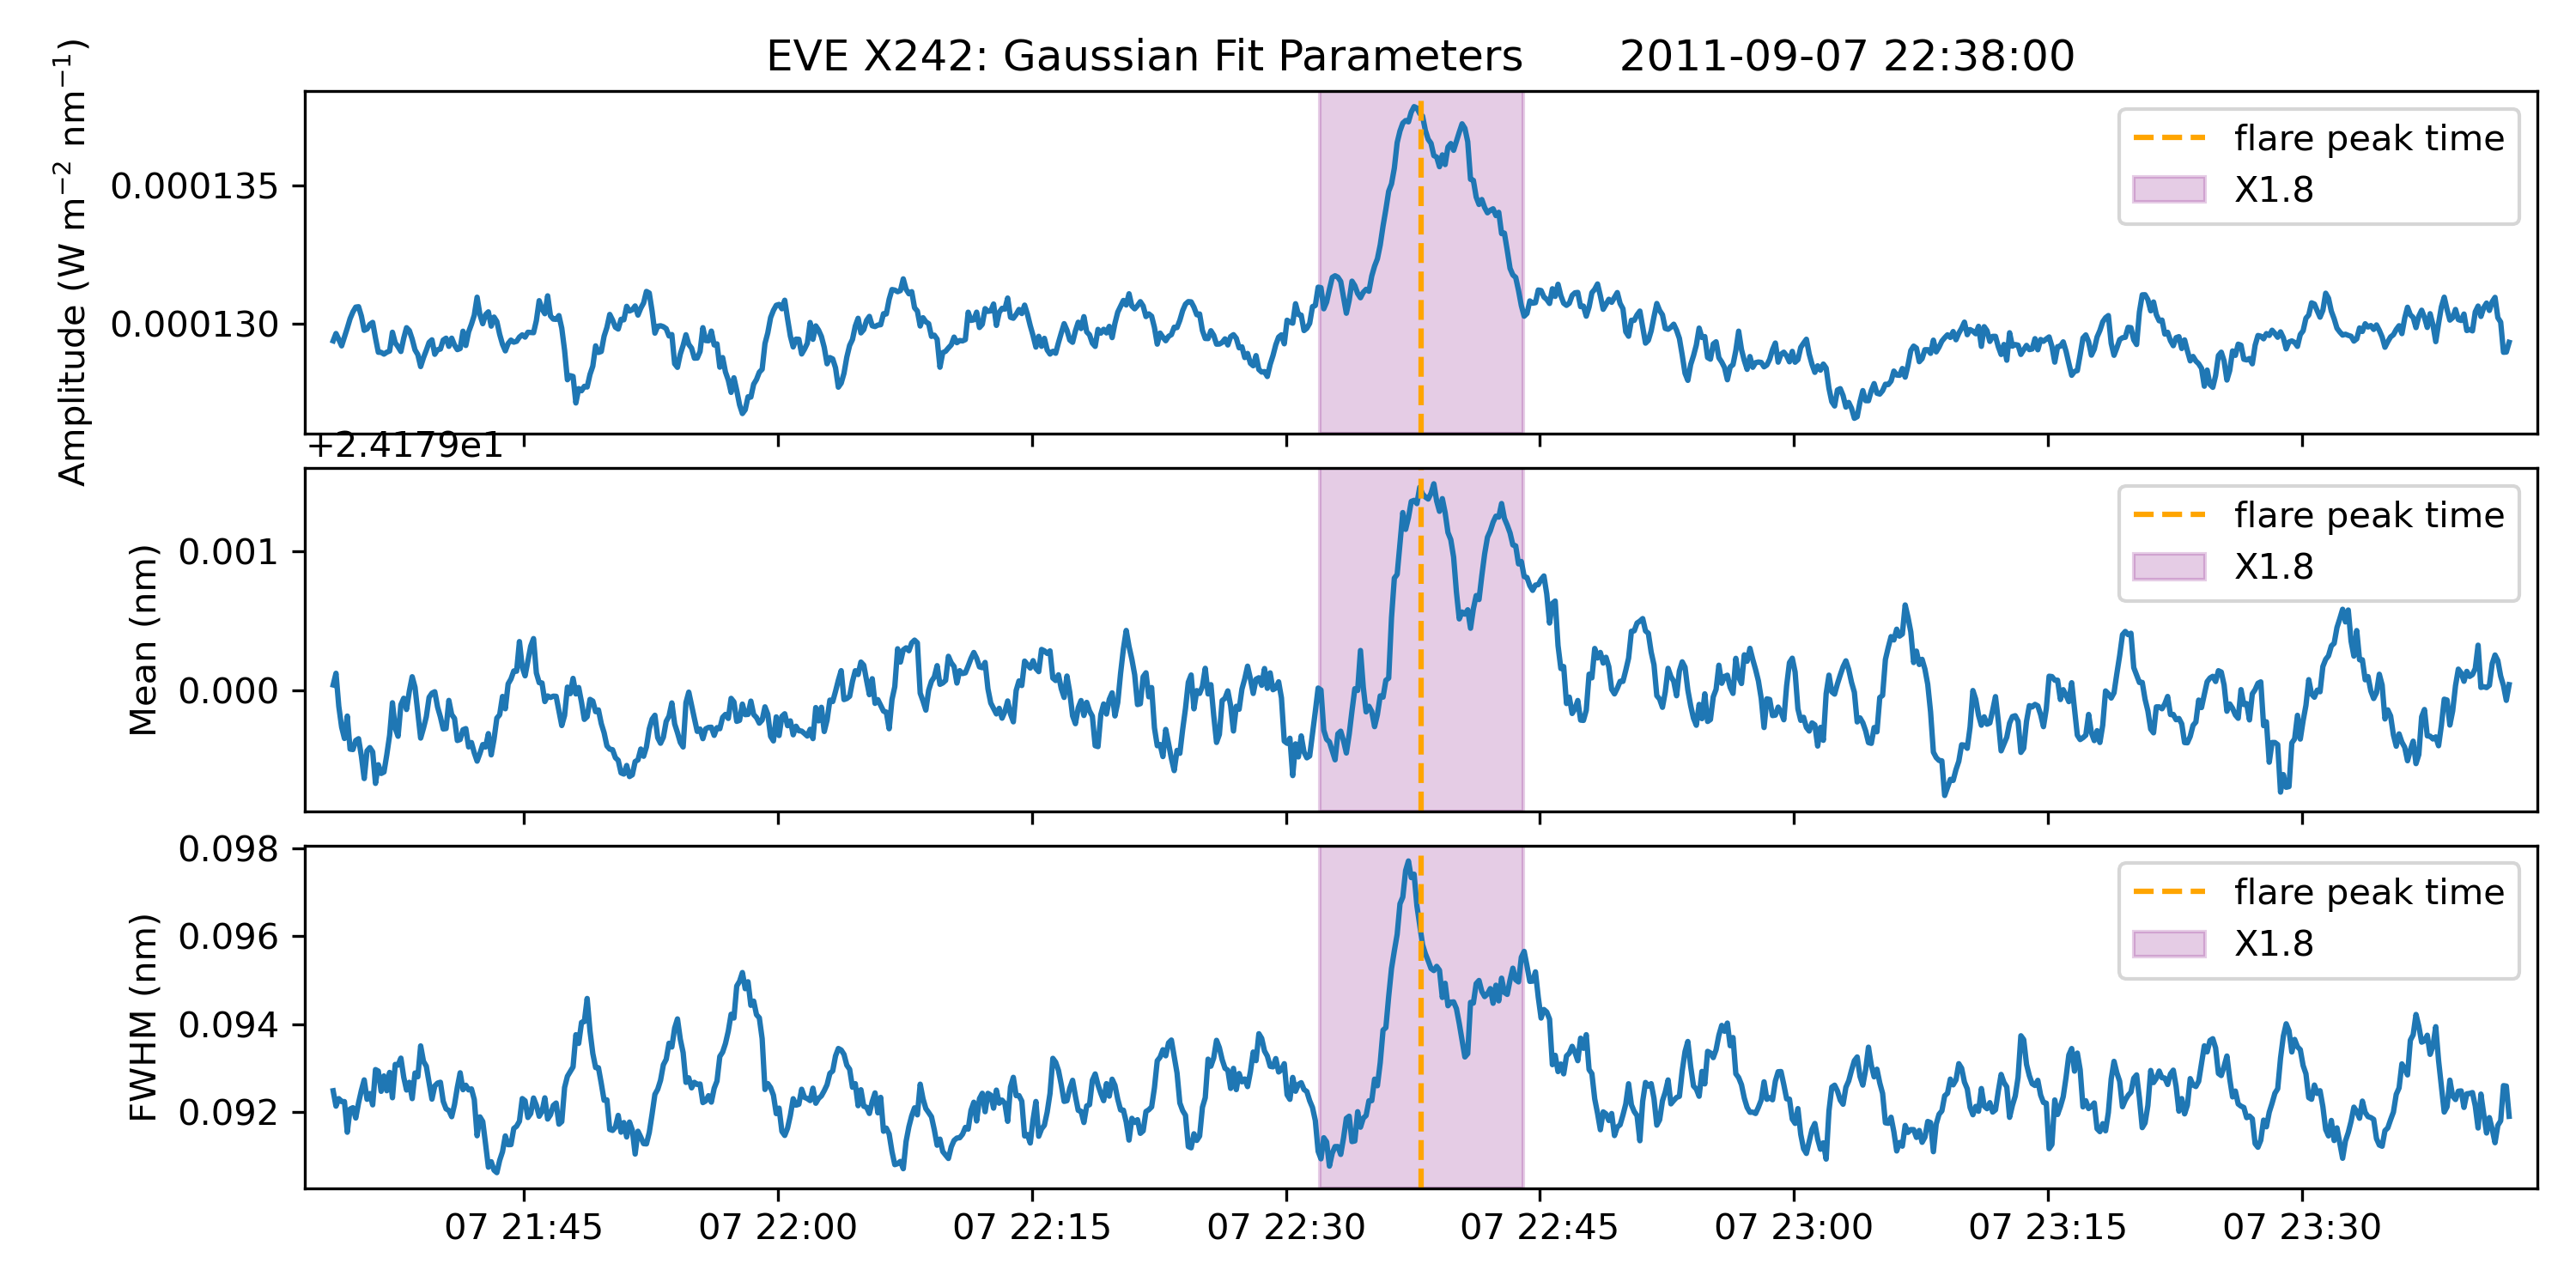 EVE X242: Gaussian Fit Parameters 2011-09-07 22:38:00
Amplitude (W m⁻² nm⁻¹)
0.000135
0.000130
flare peak time
X1.8
+2.4179e1
Mean (nm)
0.001
0.000
flare peak time
X1.8
FWHM (nm)
0.098
0.096
0.094
0.092
flare peak time
X1.8
07 21:45 07 22:00 07 22:15 07 22:30 07 22:45 07 23:00 07 23:15 07 23:30